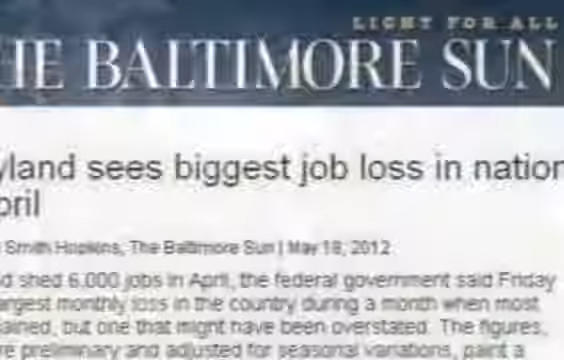 LIGHT FOR ALL
HE BALTIMORE SUN
yland sees biggest job loss in nation
pril
Smith Hopkins, The Baltimore Sun | May 18, 2012
d shed 6,000 jobs in April, the federal government said Friday
argest monthly loss in the country during a month when most
ained, but one that might have been overstated. The figures,
re preliminary and adjusted for seasonal variations, paint a